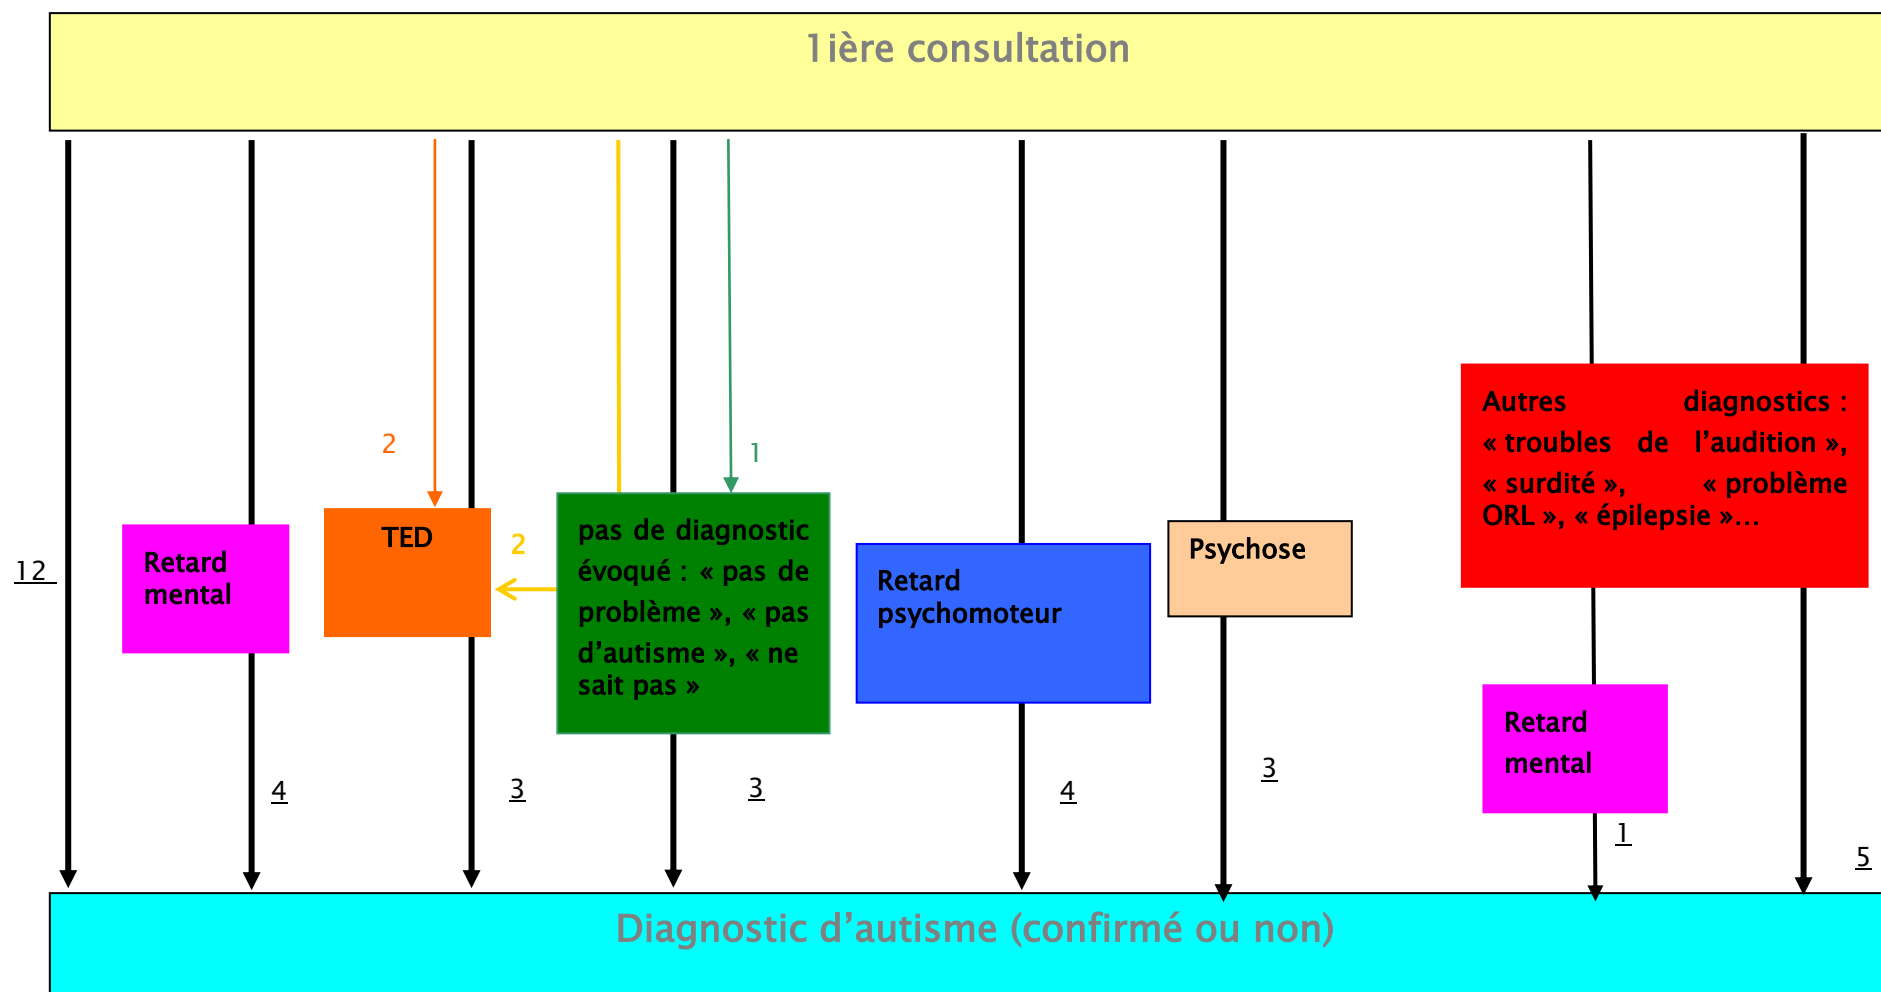 1ière consultation
2
1
12
Retard
mental
4
TED
2
3
pas de diagnostic
évoqué : « pas de
problème », « pas
d’autisme », « ne
sait pas »
3
Retard
psychomoteur
4
Psychose
3
Autres diagnostics :
« troubles de l’audition »,
« surdité », « problème
ORL », « épilepsie »…
Retard
mental
1
5
Diagnostic d’autisme (confirmé ou non)